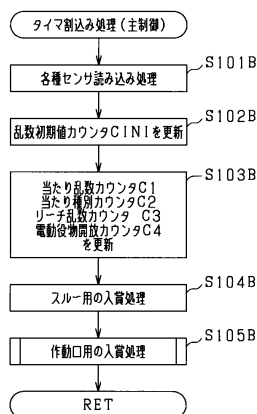 タイマ割込み処理(主制御)
各種センサ読み込み処理
S101B
乱数初期値カウンタCINIを更新
S102B
当たり乱数カウンタC1
当たり種別カウンタC2
リーチ乱数カウンタ C3
電動役物開放カウンタC4
を更新
S103B
スルー用の入賞処理
S104B
作動口用の入賞処理
S105B
RET